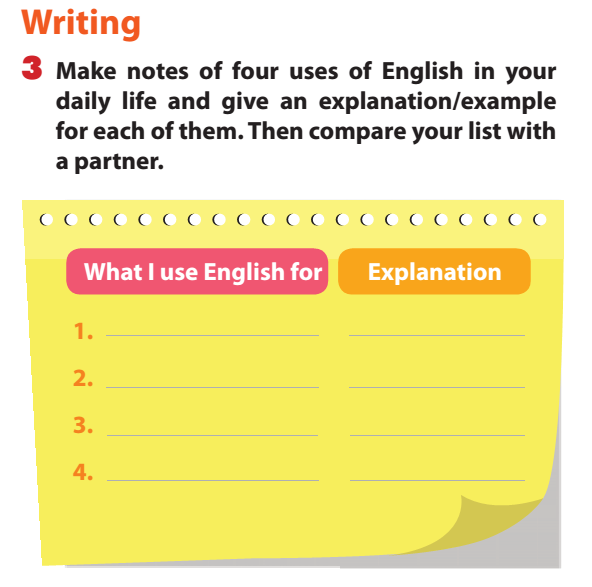 Writing
3 Make notes of four uses of English in your
daily life and give an explanation/example
for each of them. Then compare your list with
a partner.
What I use English for Explanation
1.
2.
3.
4.